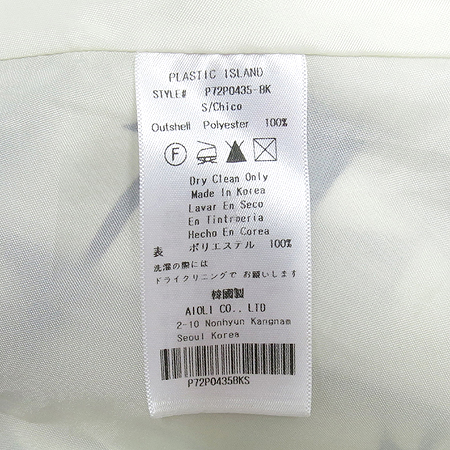 PLASTIC ISLAND
STYLE# P72P0435-BK
S/Chico
Outshell Polyester 100%
F
Dry Clean Only
Made In Korea
Lavar En Seco
En Tintoeria
Hecho En Corea
表 ポリエステル 100%
洗濯の際には
ドライクリニングで お願いします
韓國製
AIOLI CO., LTD
2-10 Nonhyun Kangnam
Seoul Korea
P72P0435BKS